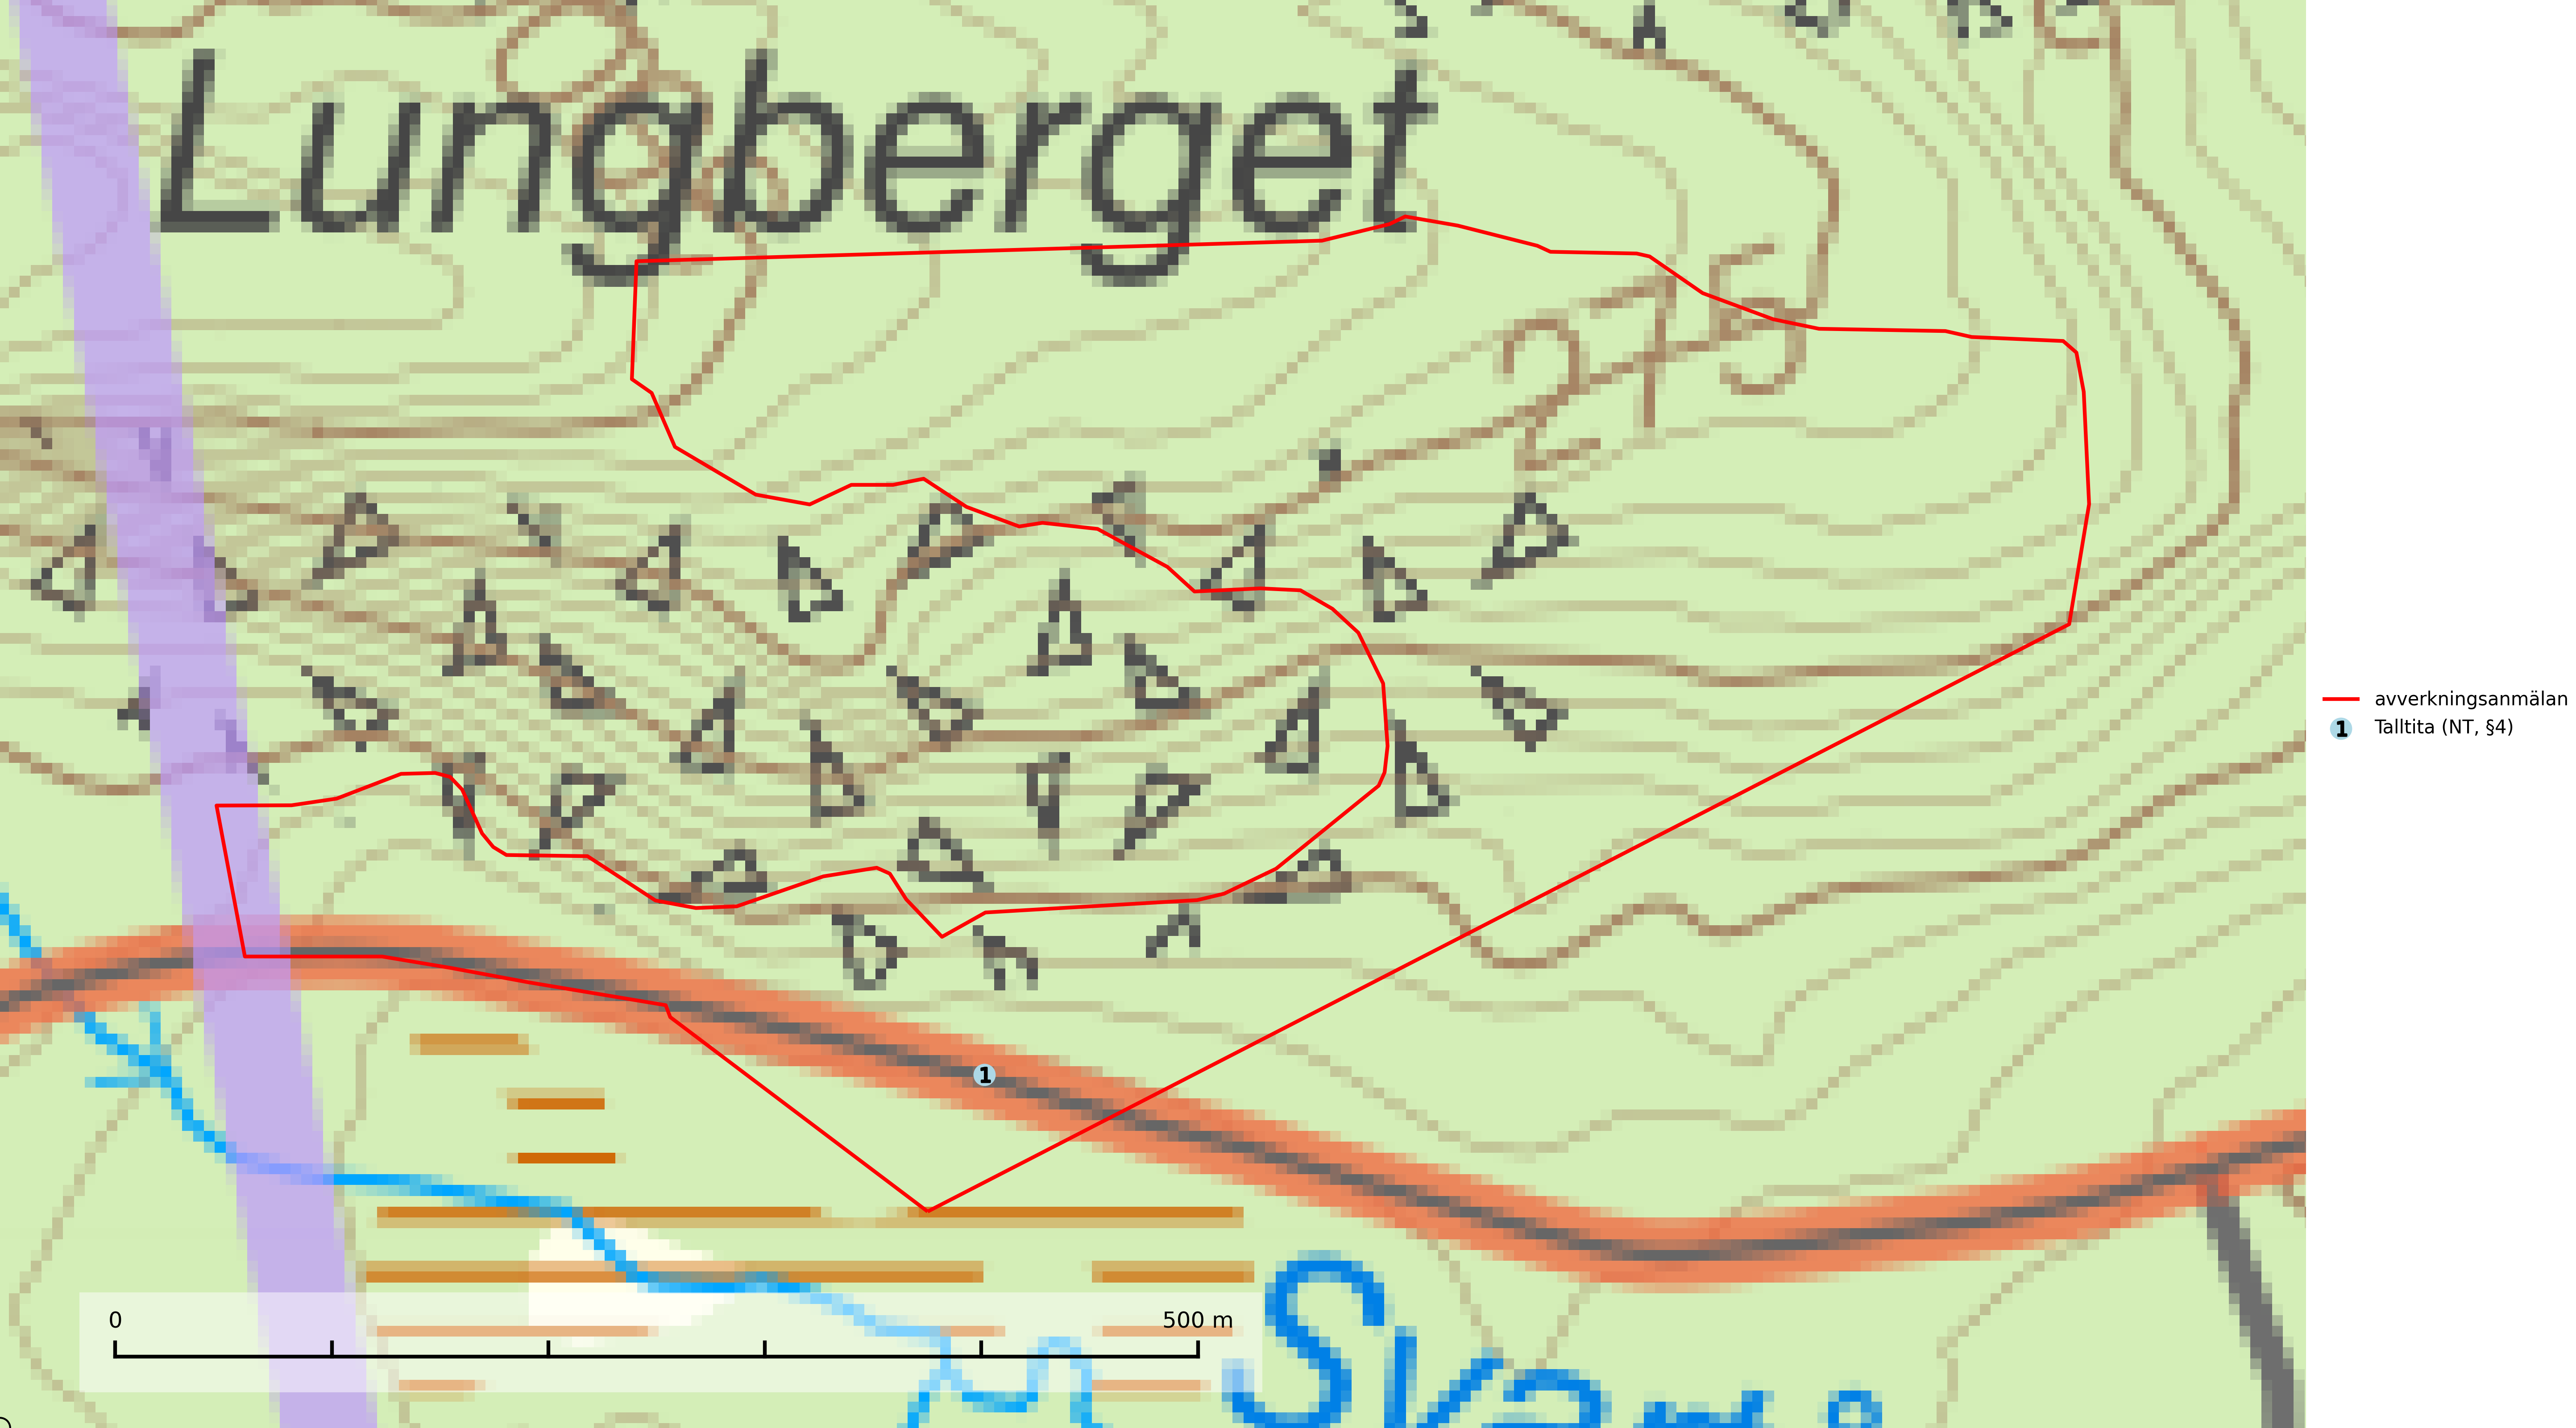 Lungberget
275
avverkningsanmälan
1 Talltita (NT, §4)
1
0 500 m